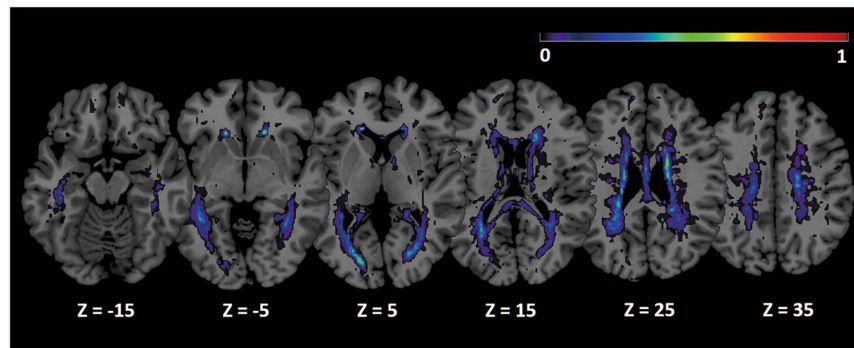 0 1
Z = -15 Z = -5 Z = 5 Z = 15 Z = 25 Z = 35